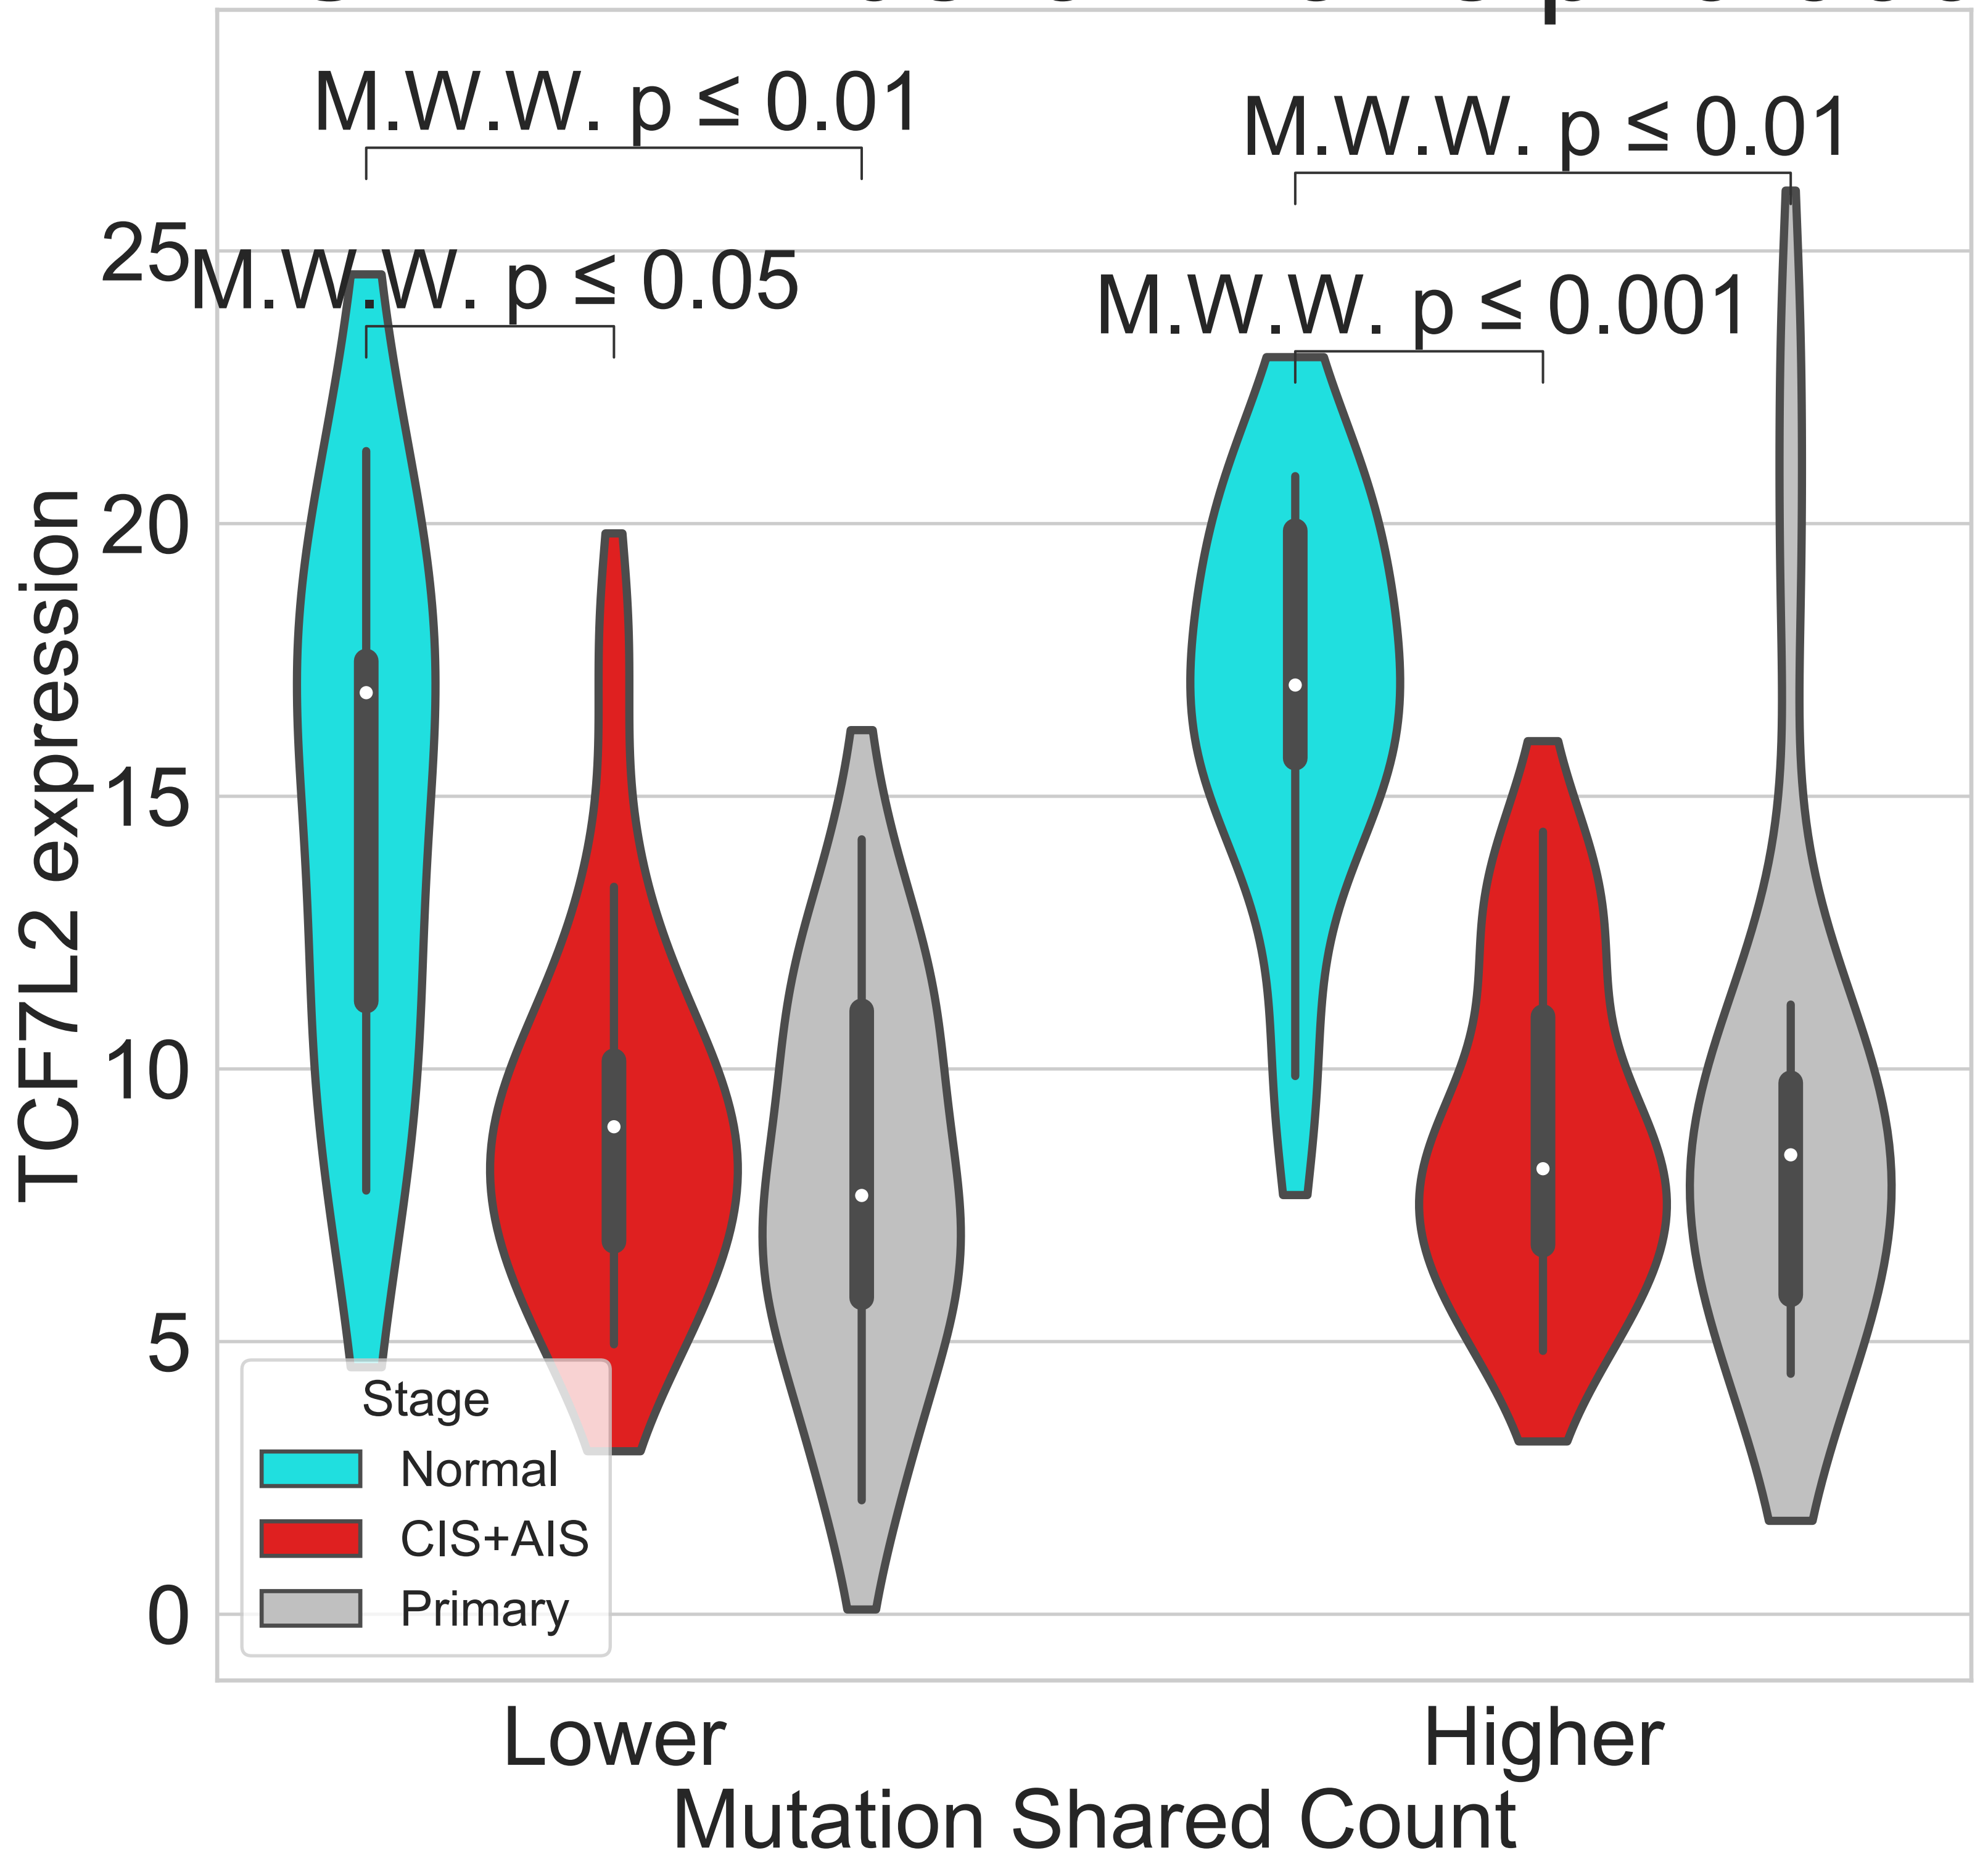 M.W.W. p ≤ 0.01
M.W.W. p ≤ 0.01
M.W.W. p ≤ 0.05
M.W.W. p ≤ 0.001
25
20
15
10
5
0
TCF7L2 expression
Stage
Normal
CIS+AIS
Primary
Lower
Higher
Mutation Shared Count